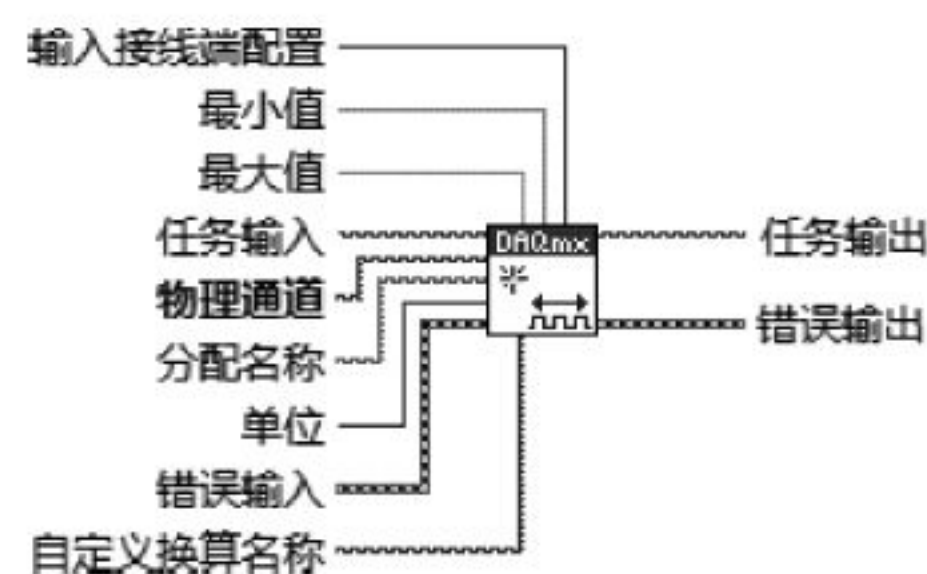 输入接线端配置
最小值
最大值
任务输入
DAQmx
任务输出
物理通道
分配名称
错误输出
单位
错误输入
自定义换算名称